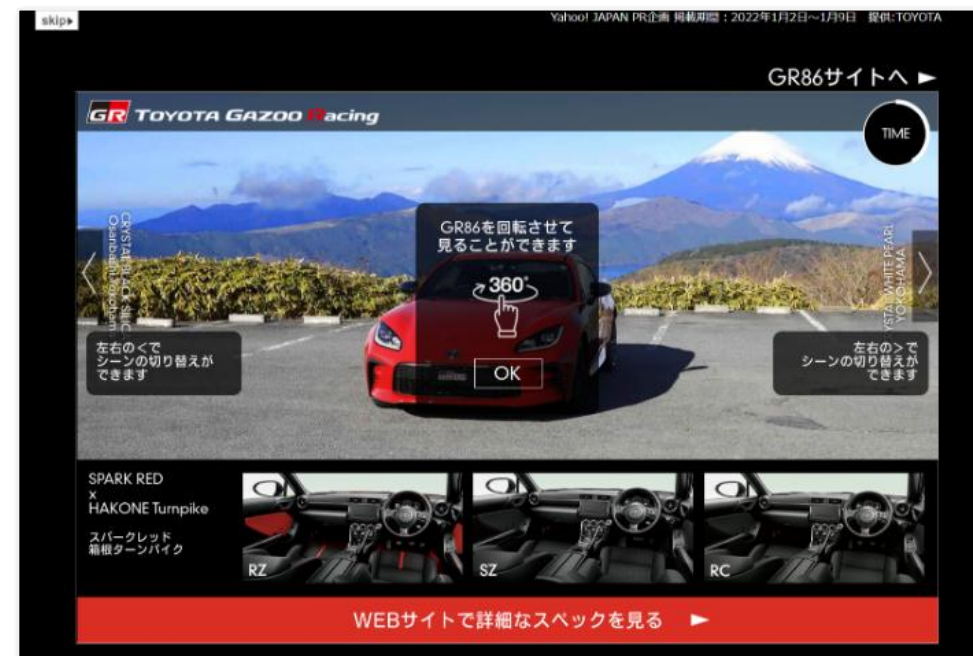 skip▸
Yahoo! JAPAN PR企画 掲載期間：2022年1月2日～1月9日 提供:TOYOTA
GR86サイトへ ►
GR TOYOTA GAZOO Racing
TIME
GR86を回転させて
見ることができます
360°
OK
CRYSTAL BLACK SILICA
WHITE PEARL
YOKOHAMA
左右の＜で
シーンの切り替えが
できます
左右の＞で
シーンの切り替えが
できます
SPARK RED
x
HAKONE Turnpike
スパークレッド
箱根ターンパイク
RZ
SZ
RC
WEBサイトで詳細なスペックを見る ►